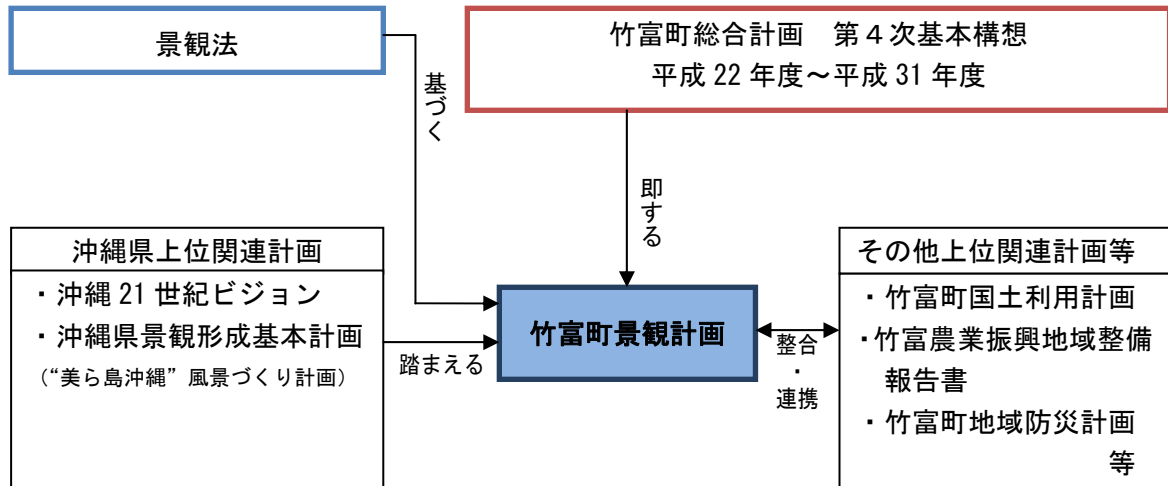 景観法
竹富町総合計画　第４次基本構想
平成 22 年度～平成 31 年度
基づく
即する
沖縄県上位関連計画
・沖縄 21 世紀ビジョン
・沖縄県景観形成基本計画
（“美ら島沖縄”風景づくり計画）
踏まえる
竹富町景観計画
整合
・
連携
その他上位関連計画等
・竹富町国土利用計画
・竹富農業振興地域整備
報告書
・竹富町地域防災計画
等